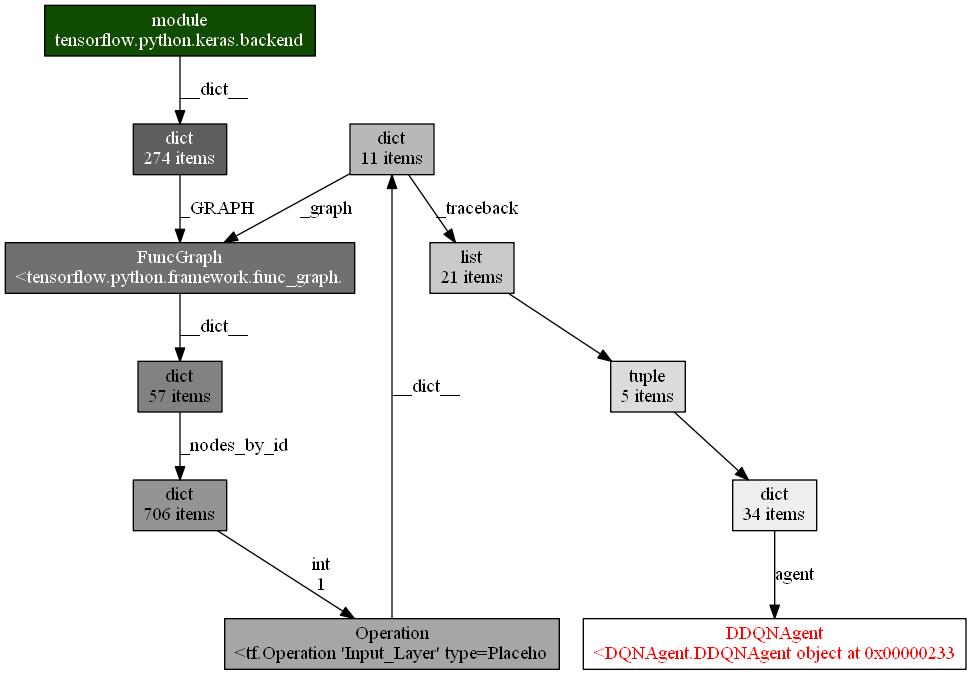 module
tensorflow.python.keras.backend
__dict__
dict
274 items
dict
11 items
_GRAPH
_graph
_traceback
FuncGraph
<tensorflow.python.framework.func_graph.
list
21 items
__dict__
dict
57 items
__dict__
tuple
5 items
_nodes_by_id
dict
706 items
dict
34 items
int
1
agent
Operation
<tf.Operation 'Input_Layer' type=Placeho
DDQNAgent
<DQNAgent.DDQNAgent object at 0x00000233